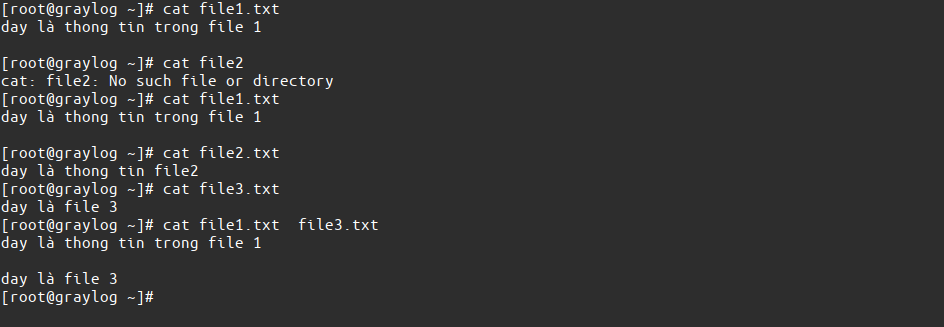 [root@graylog ~]# cat file1.txt
day là thong tin trong file 1
[root@graylog ~]# cat file2
cat: file2: No such file or directory
[root@graylog ~]# cat file1.txt
day là thong tin trong file 1
[root@graylog ~]# cat file2.txt
day là thong tin file2
[root@graylog ~]# cat file3.txt
day là file 3
[root@graylog ~]# cat file1.txt  file3.txt
day là thong tin trong file 1
day là file 3
[root@graylog ~]#